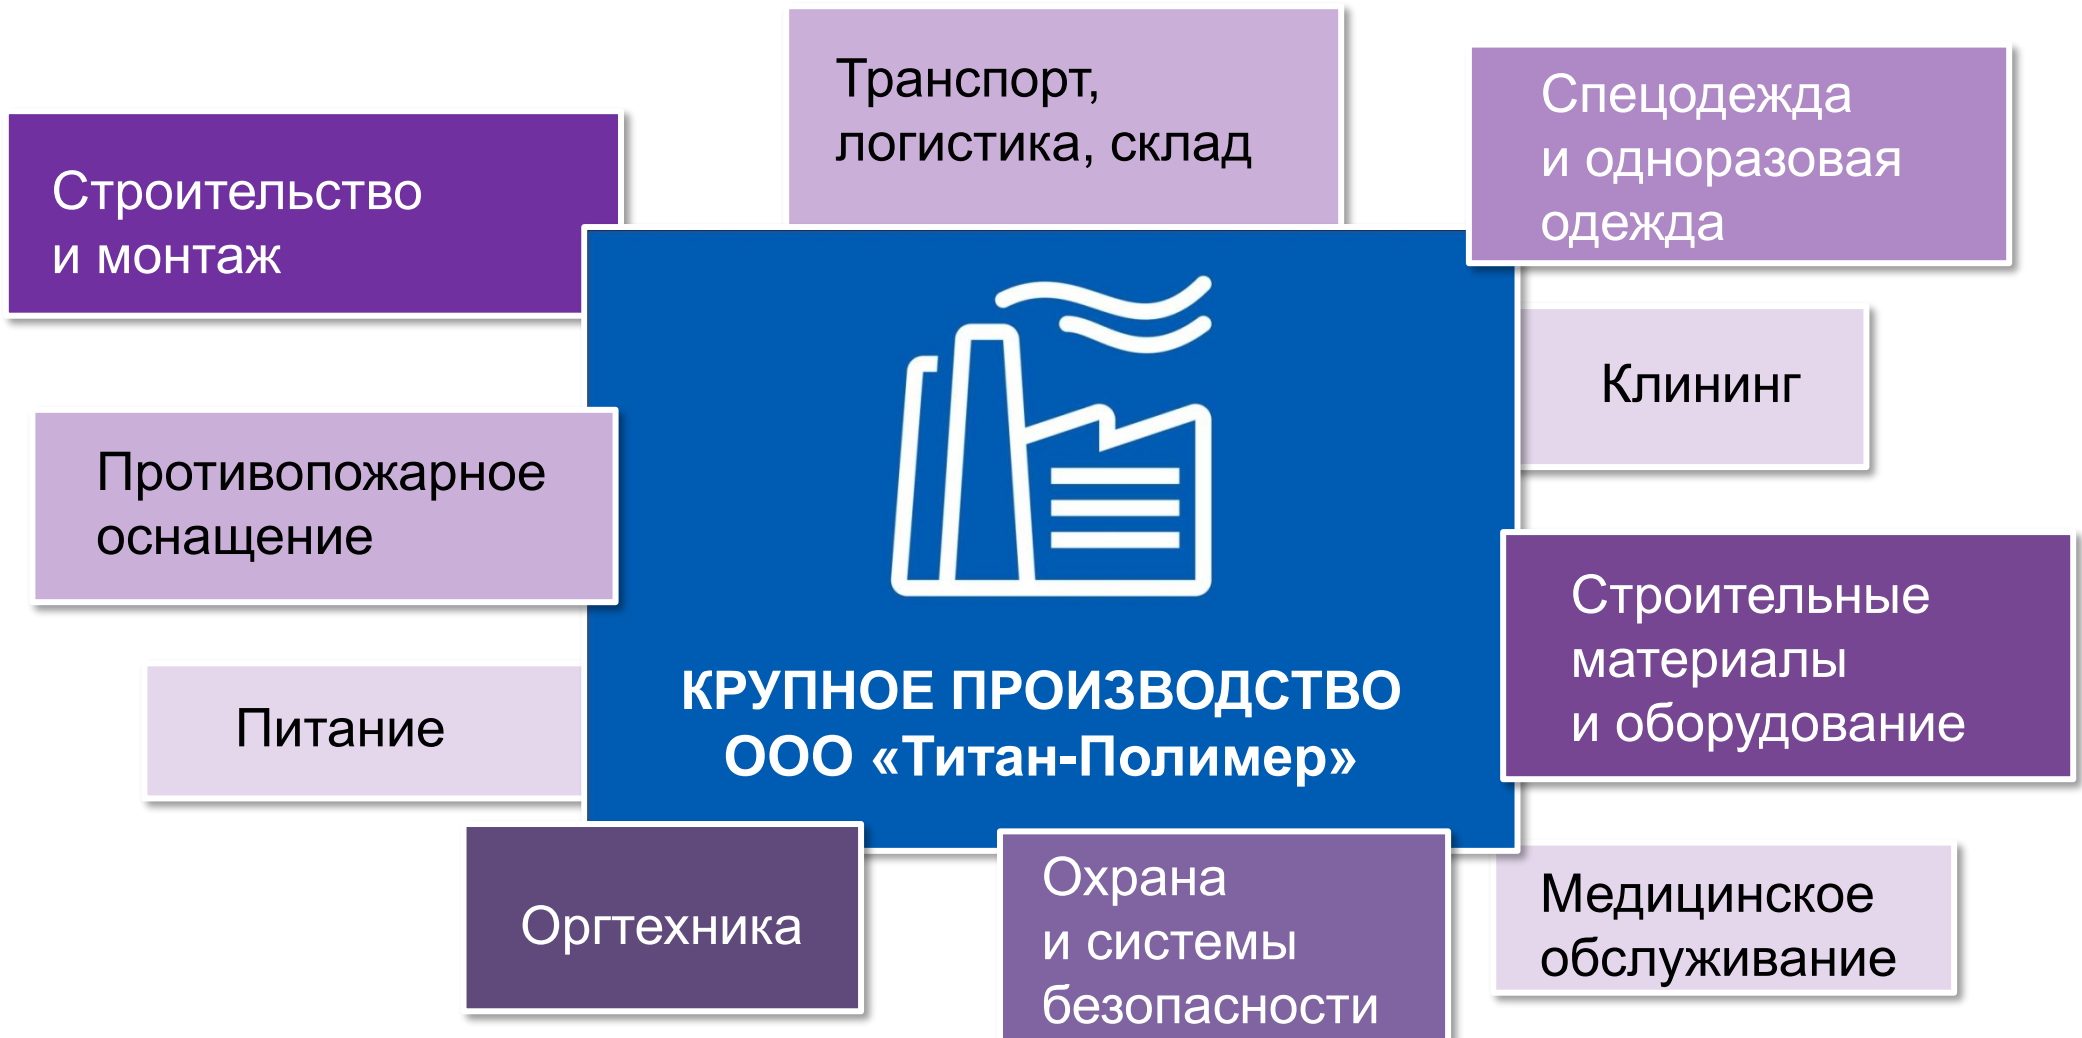 Транспорт,
логистика, склад
Спецодежда
и одноразовая
одежда
Строительство
и монтаж
Клининг
Противопожарное
оснащение
Строительные
материалы
и оборудование
КРУПНОЕ ПРОИЗВОДСТВО
ООО «Титан-Полимер»
Питание
Оргтехника
Охрана
и системы
безопасности
Медицинское
обслуживание